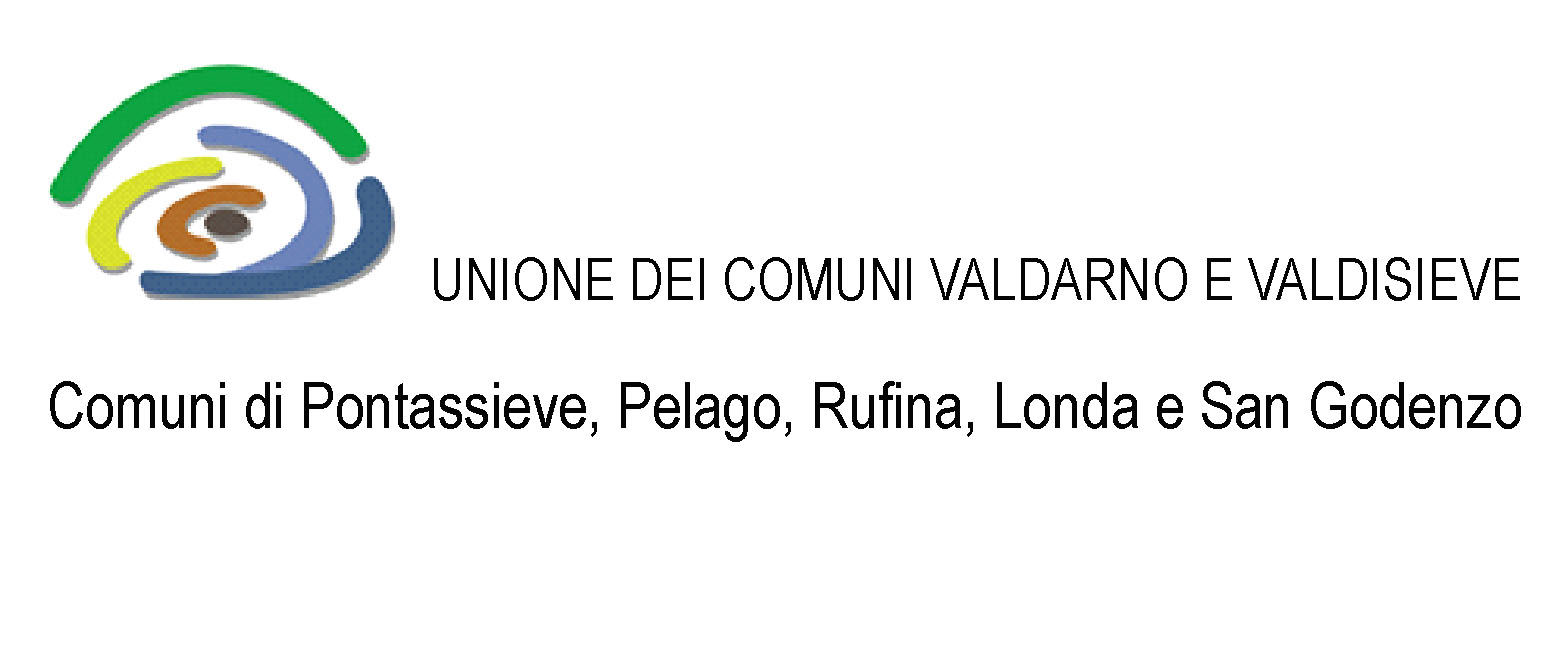 UNIONE DEI COMUNI VALDARNO E VALDISIEVE
Comuni di Pontassieve, Pelago, Rufina, Londa e San Godenzo